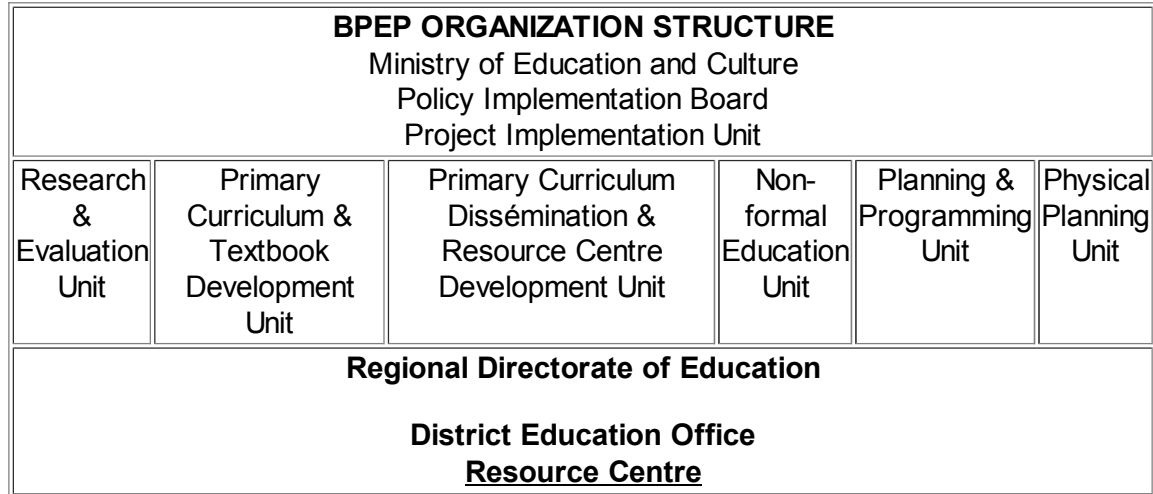 BPEP ORGANIZATION STRUCTURE
Ministry of Education and Culture
Policy Implementation Board
Project Implementation Unit
Research
&
Evaluation
Unit
Primary
Curriculum &
Textbook
Development
Unit
Primary Curriculum
Dissémination &
Resource Centre
Development Unit
Non-
formal
Education
Unit
Planning &
Programming
Unit
Physical
Planning
Unit
Regional Directorate of Education
District Education Office
Resource Centre